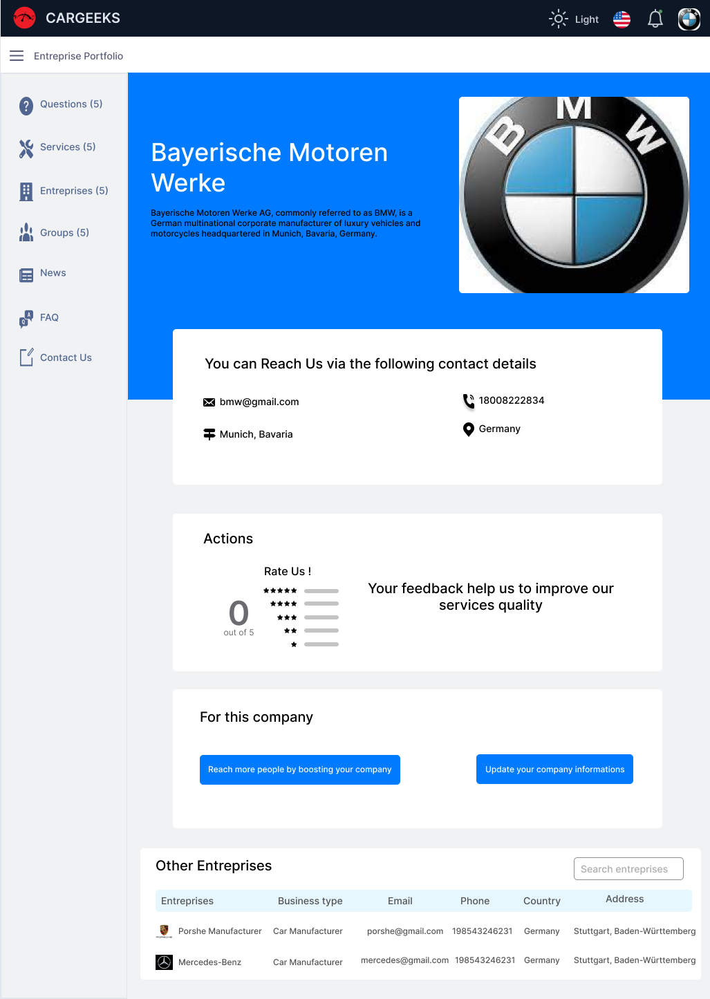 CARGEEKS
Light
BMW
Entreprise Portfolio
Questions (5)
Services (5)
Entreprises (5)
Groups (5)
News
FAQ
Contact Us
Bayerische Motoren
Werke
Bayerische Motoren Werke AG, commonly referred to as BMW, is a
German multinational corporate manufacturer of luxury vehicles and
motorcycles headquartered in Munich, Bavaria, Germany.
BMW
You can Reach Us via the following contact details
bmw@gmail.com
18008222834
Munich, Bavaria
Germany
Actions
Rate Us !
0
out of 5
Your feedback help us to improve our
services quality
For this company
Reach more people by boosting your company
Update your company informations
Other Entreprises
Search entreprises
Entreprises Business type Email Phone Country Address
PORSCHE Porshe Manufacturer Car Manufacturer porshe@gmail.com 198543246231 Germany Stuttgart, Baden-Württemberg
Mercedes-Benz Car Manufacturer mercedes@gmail.com 198543246231 Germany Stuttgart, Baden-Württemberg